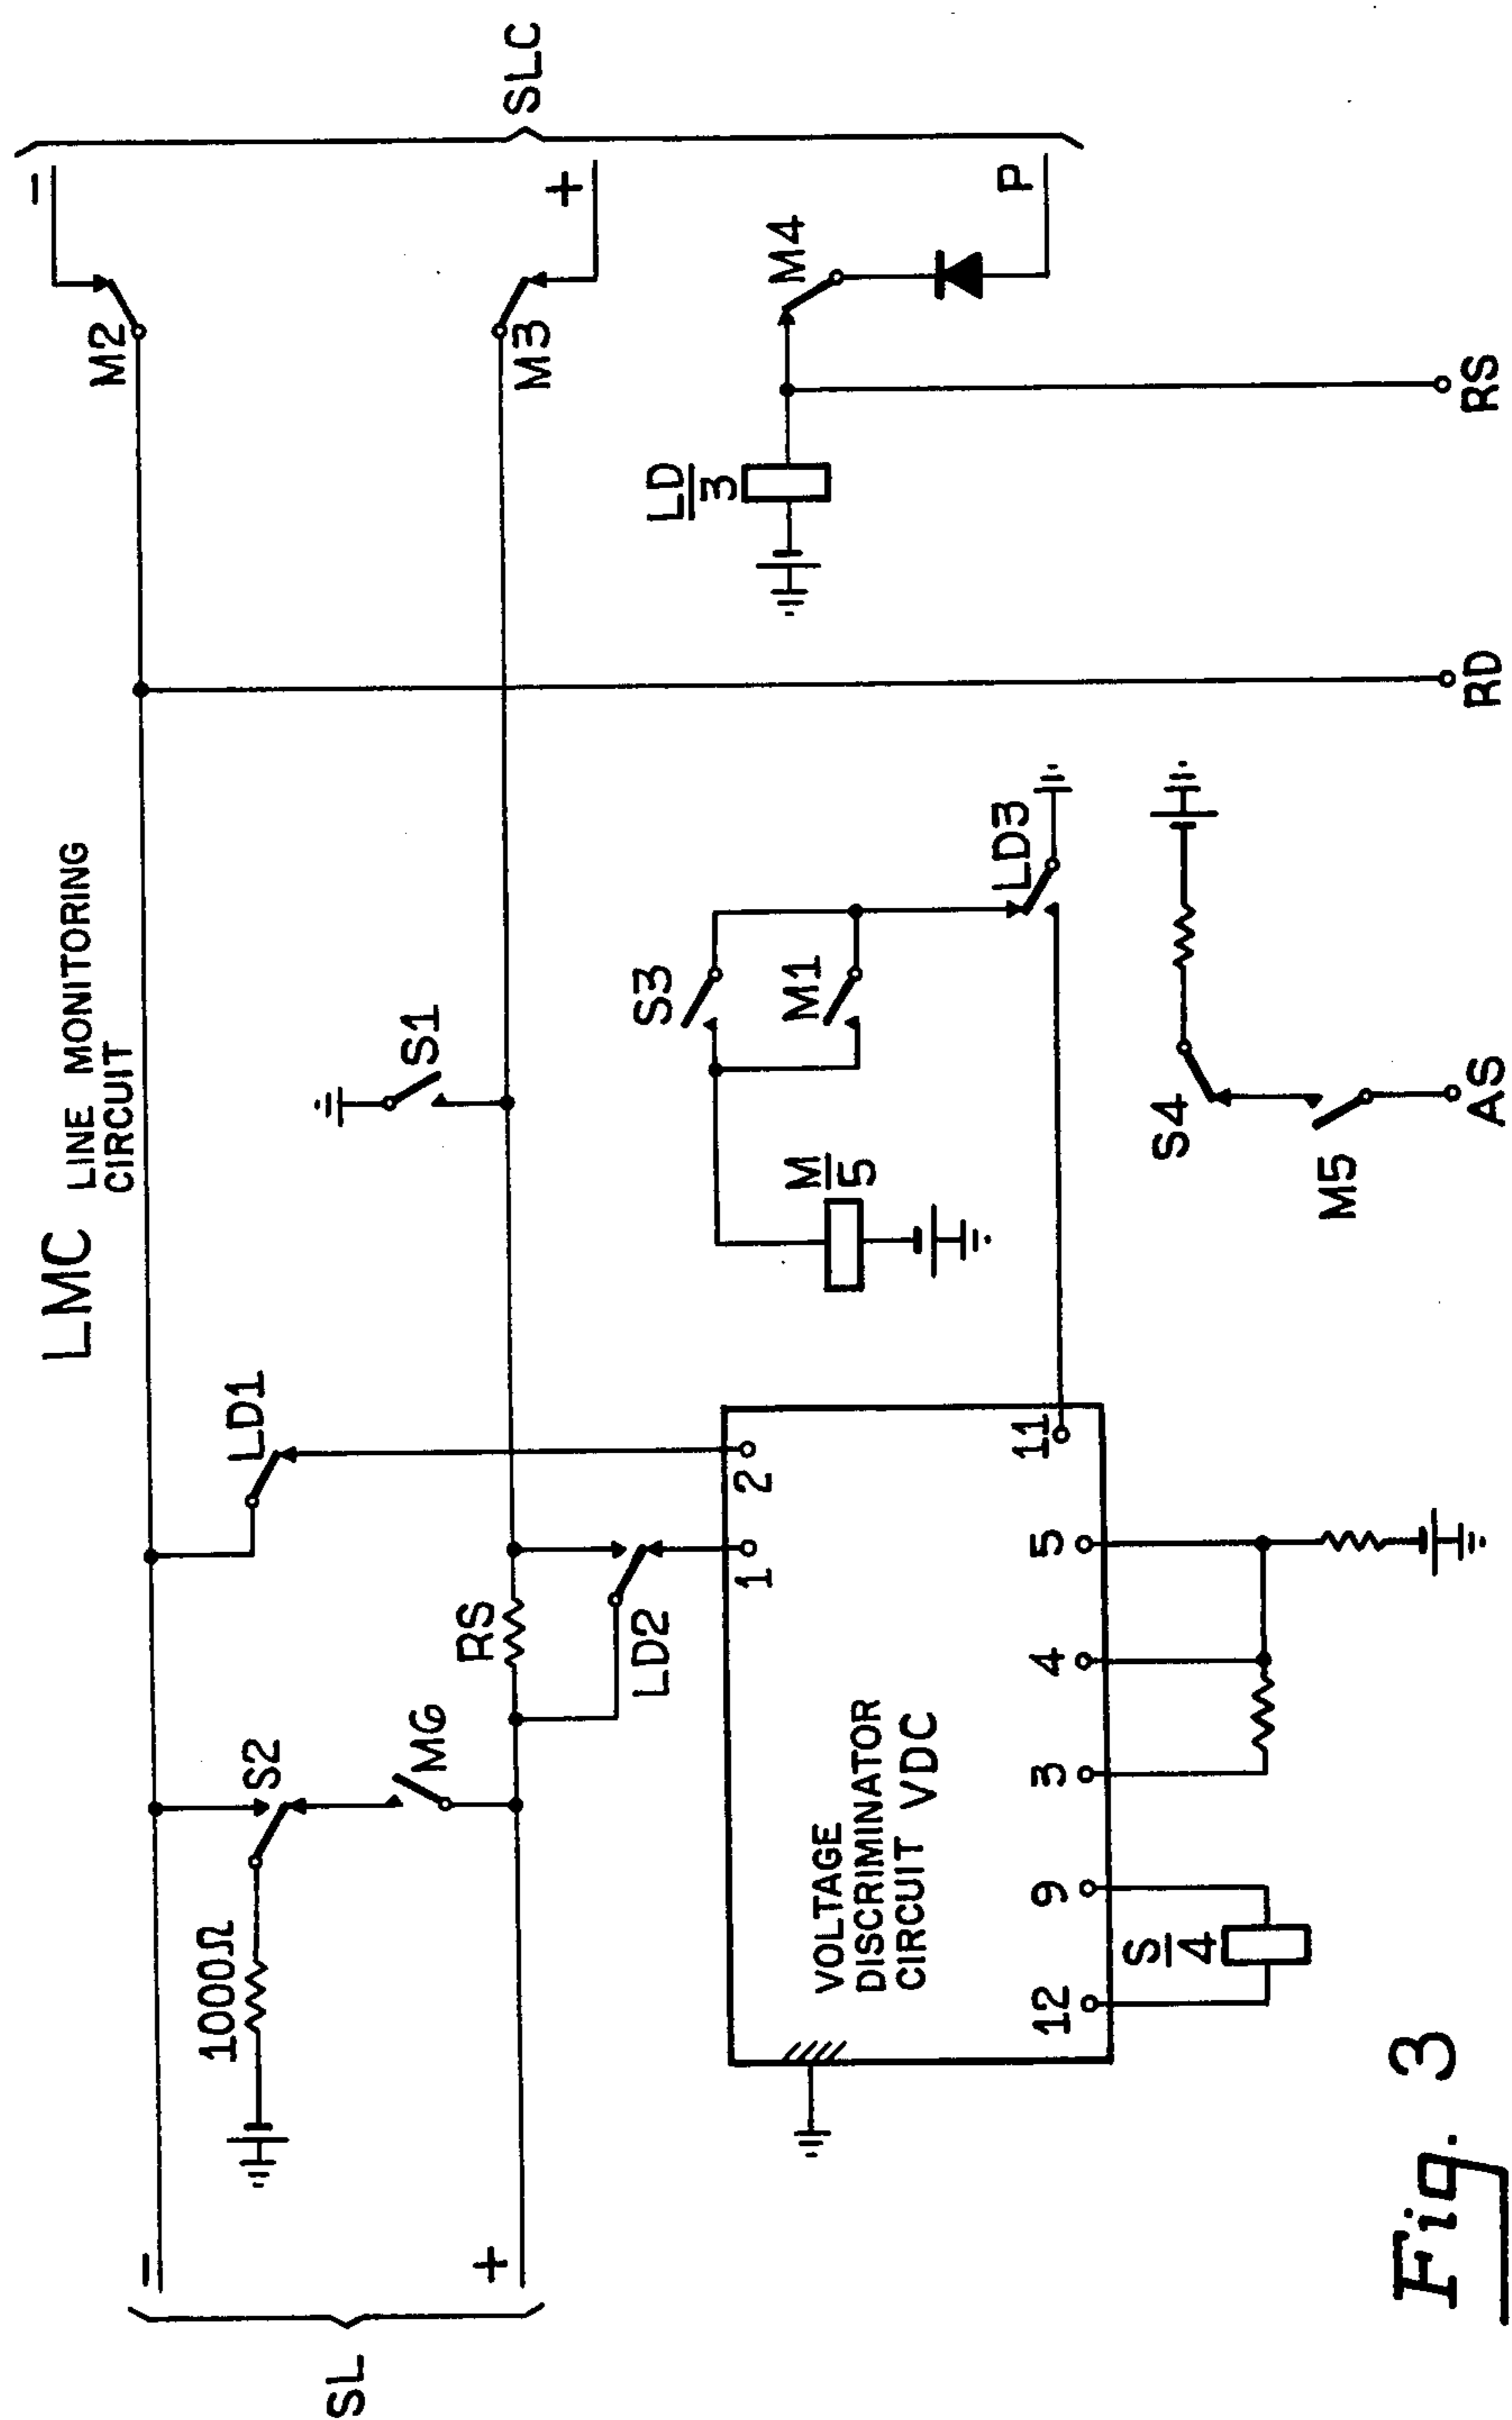 LMC
LINE MONITORING
CIRCUIT
SL
−
+
1000Ω
S2
M6
RS
LD1
LD2
S1
M2
M3
−
+
P
SLC
M4
LD
3
RS
RD
S3
M1
LD3
M
5
S4
M5
AS
VOLTAGE
DISCRIMINATOR
CIRCUIT VDC
1
2
12
9
3
4
5
11
S
4
Fig. 3